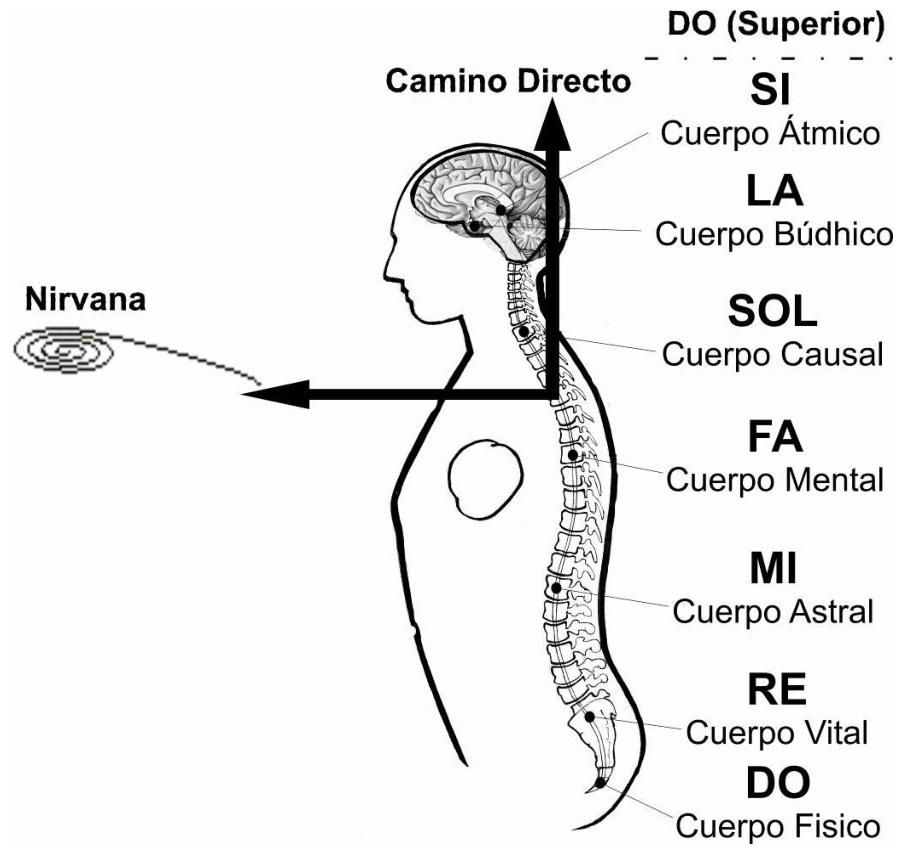 DO (Superior)
Camino Directo
SI
Cuerpo Átmico
LA
Cuerpo Búdhico
Nirvana
SOL
Cuerpo Causal
FA
Cuerpo Mental
MI
Cuerpo Astral
RE
Cuerpo Vital
DO
Cuerpo Fisico